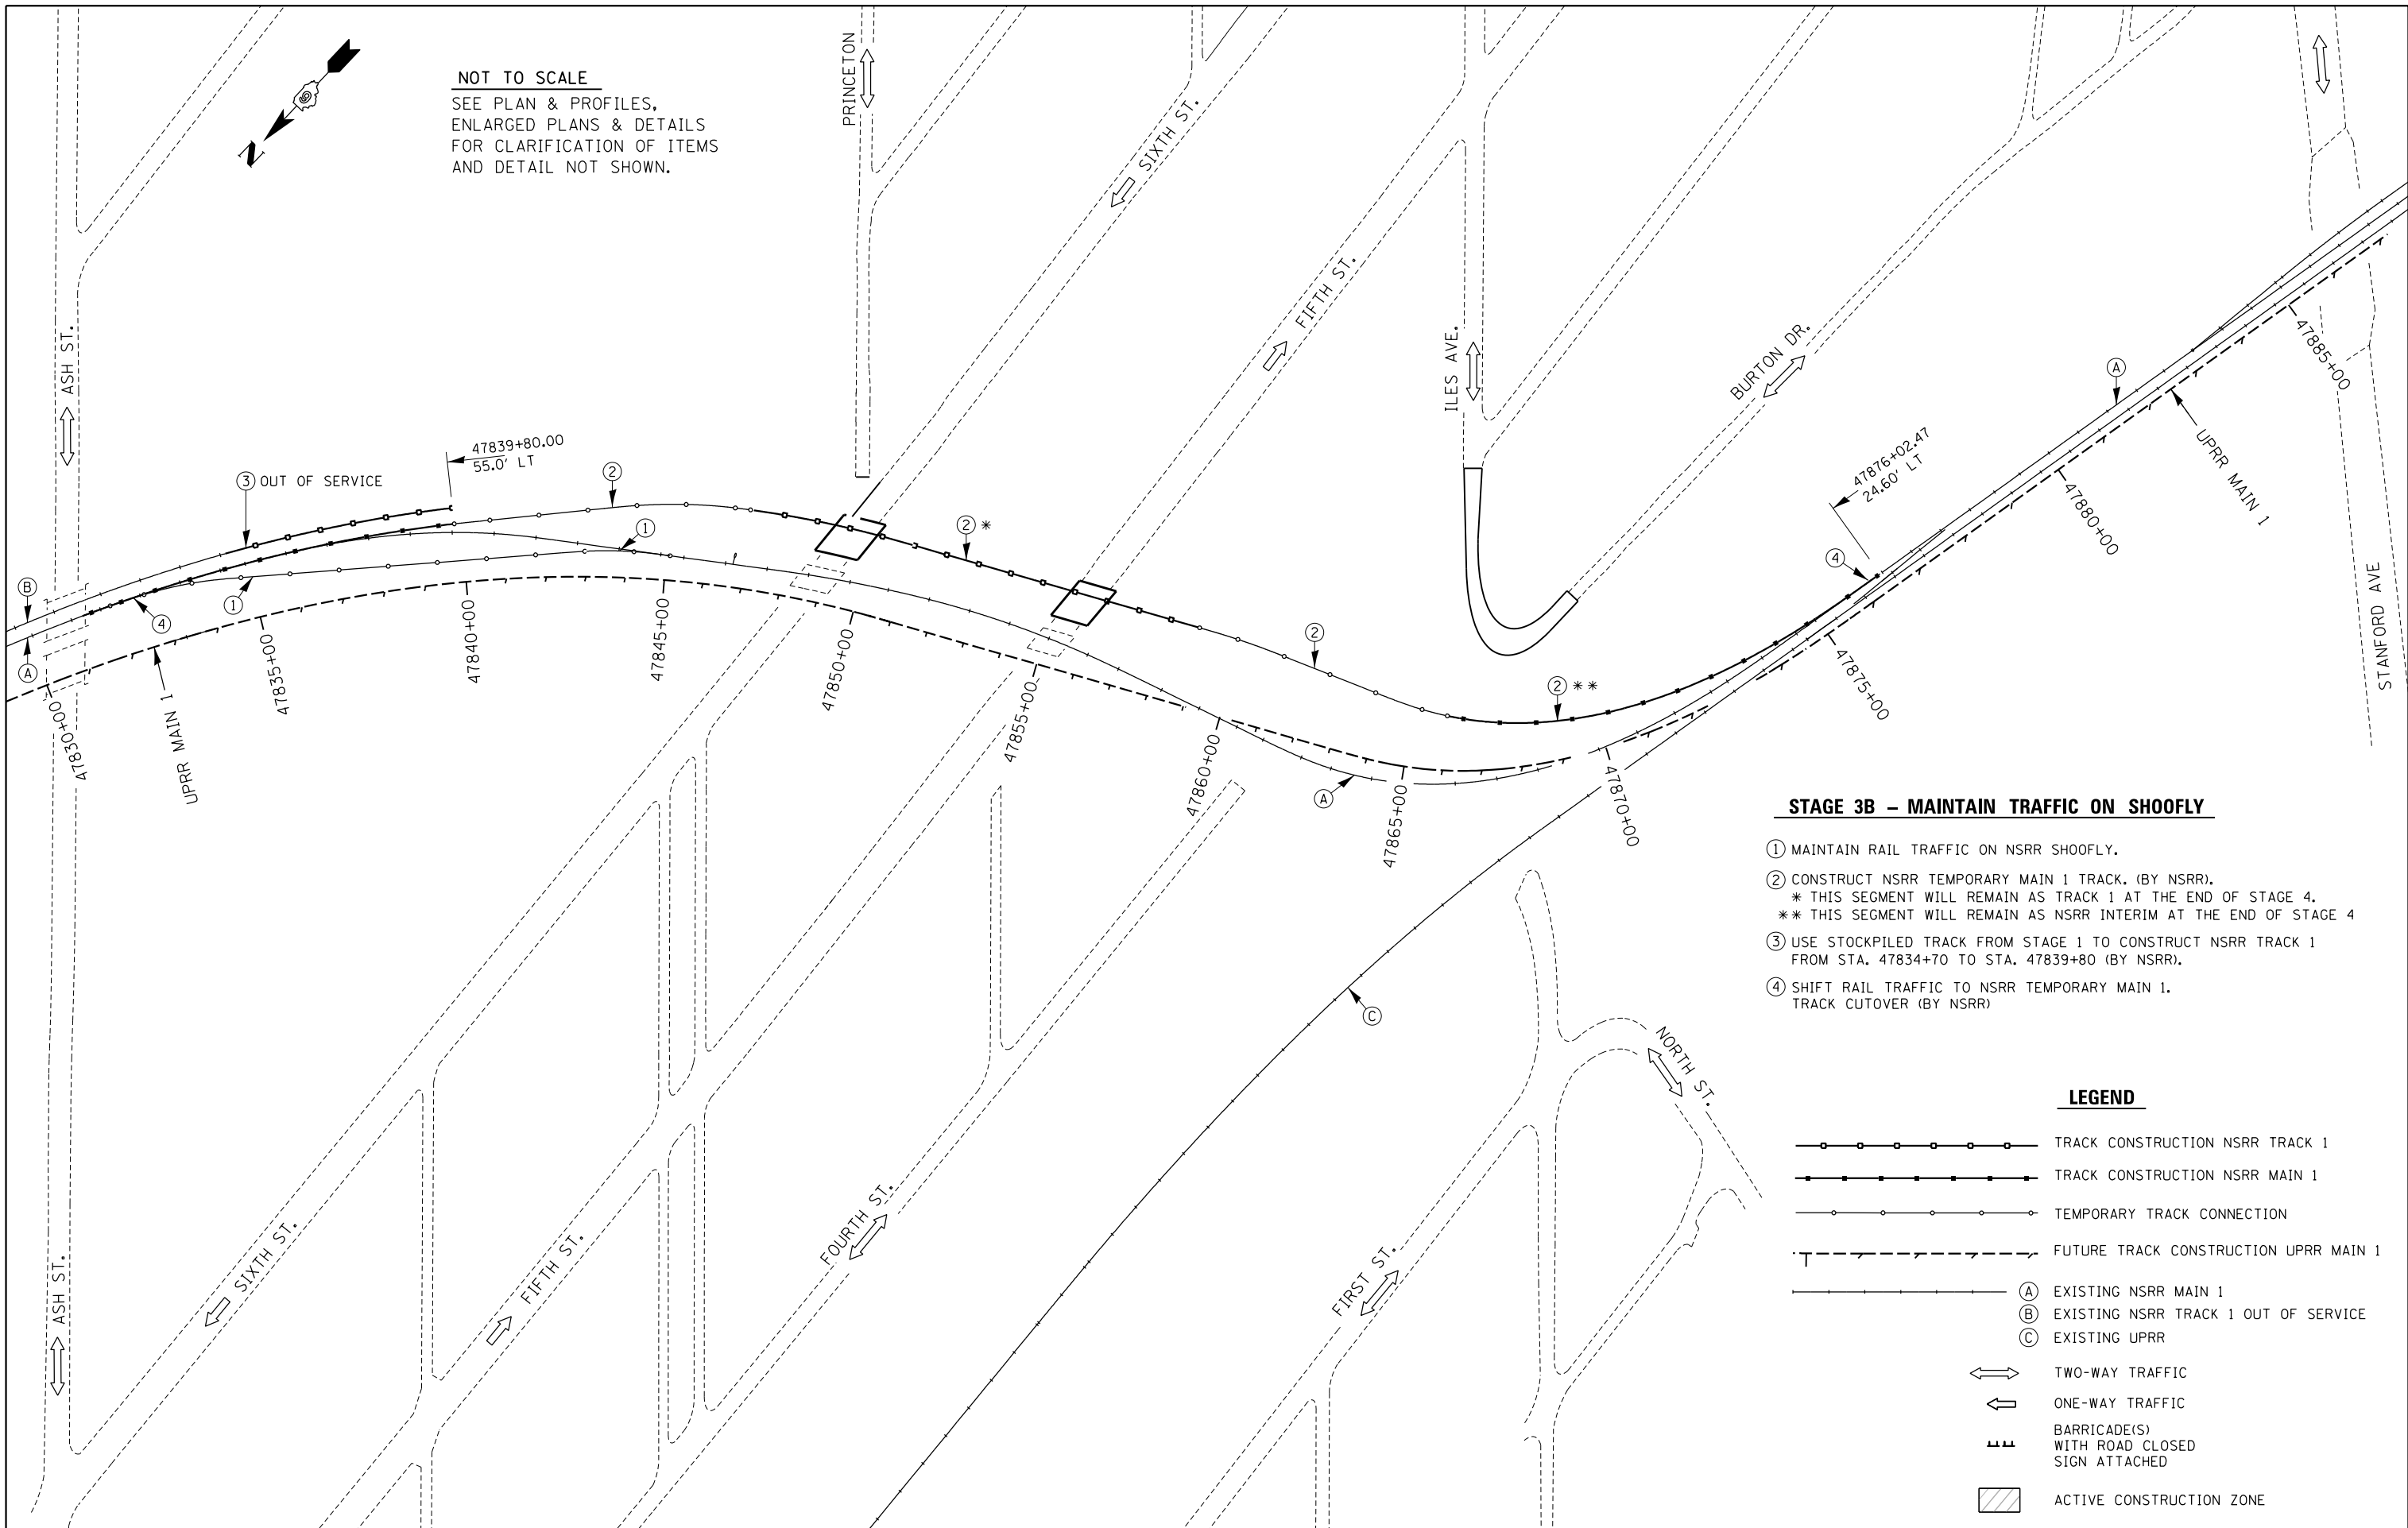 NOT TO SCALE
SEE PLAN & PROFILES,
ENLARGED PLANS & DETAILS
FOR CLARIFICATION OF ITEMS
AND DETAIL NOT SHOWN.
N
PRINCETON
SIXTH ST.
FIFTH ST.
ILES AVE.
BURTON DR.
ASH ST.
47839+80.00
55.0' LT
3 OUT OF SERVICE
2
1
2 *
2
2 **
4
47876+02.47
24.60' LT
A
UPRR MAIN 1
STANFORD AVE
B
A
4
1
UPRR MAIN 1
A
C
47830+00
47835+00
47840+00
47845+00
47850+00
47855+00
47860+00
47865+00
47870+00
47875+00
47880+00
47885+00
ASH ST.
SIXTH ST.
FIFTH ST.
FOURTH ST.
FIRST ST.
NORTH ST.
STAGE 3B – MAINTAIN TRAFFIC ON SHOOFLY
1 MAINTAIN RAIL TRAFFIC ON NSRR SHOOFLY.
2 CONSTRUCT NSRR TEMPORARY MAIN 1 TRACK. (BY NSRR).
* THIS SEGMENT WILL REMAIN AS TRACK 1 AT THE END OF STAGE 4.
** THIS SEGMENT WILL REMAIN AS NSRR INTERIM AT THE END OF STAGE 4
3 USE STOCKPILED TRACK FROM STAGE 1 TO CONSTRUCT NSRR TRACK 1
FROM STA. 47834+70 TO STA. 47839+80 (BY NSRR).
4 SHIFT RAIL TRAFFIC TO NSRR TEMPORARY MAIN 1.
TRACK CUTOVER (BY NSRR)
LEGEND
TRACK CONSTRUCTION NSRR TRACK 1
TRACK CONSTRUCTION NSRR MAIN 1
TEMPORARY TRACK CONNECTION
FUTURE TRACK CONSTRUCTION UPRR MAIN 1
A EXISTING NSRR MAIN 1
B EXISTING NSRR TRACK 1 OUT OF SERVICE
C EXISTING UPRR
TWO-WAY TRAFFIC
ONE-WAY TRAFFIC
BARRICADE(S)
WITH ROAD CLOSED
SIGN ATTACHED
ACTIVE CONSTRUCTION ZONE